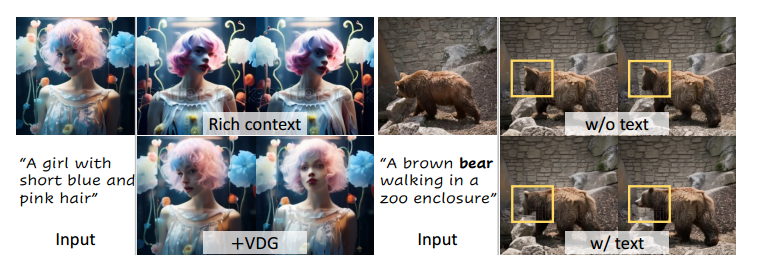 Rich context
w/o text
"A girl with
short blue and
pink hair"
Input
+VDG
"A brown bear
walking in a
zoo enclosure"
Input
w/ text